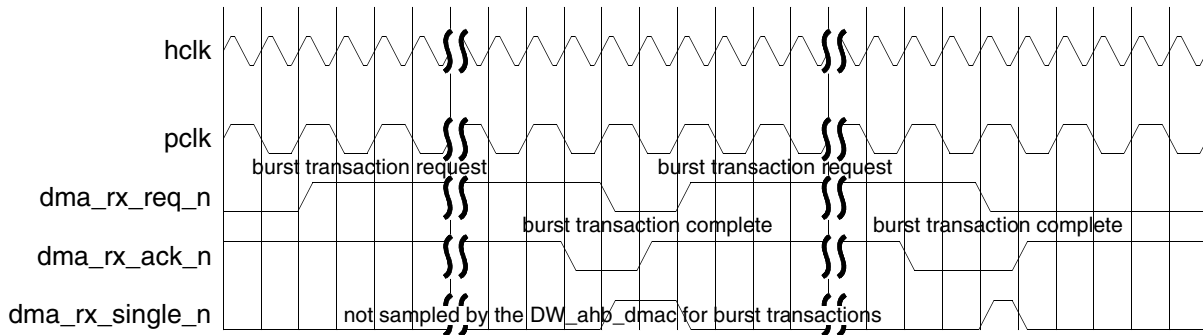 hclk
pclk
burst transaction request burst transaction request
dma_rx_req_n
burst transaction complete burst transaction complete
dma_rx_ack_n
dma_rx_single_n not sampled by the DW_ahb_dmac for burst transactions